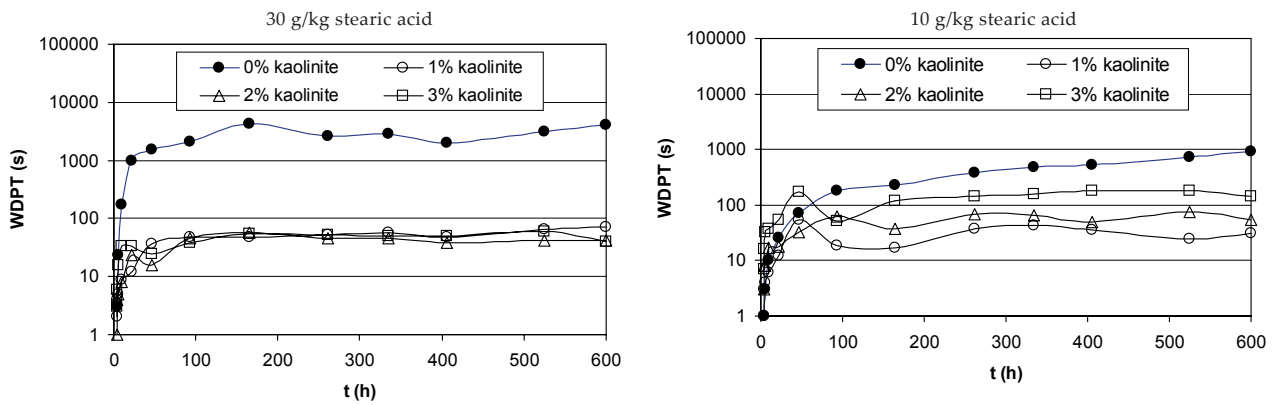 30 g/kg stearic acid
100000
10000
1000
100
10
1
WDPT (s)
0% kaolinite
1% kaolinite
2% kaolinite
3% kaolinite
0 100 200 300 400 500 600
t (h)
10 g/kg stearic acid
100000
10000
1000
100
10
1
WDPT (s)
0% kaolinite
1% kaolinite
2% kaolinite
3% kaolinite
0 100 200 300 400 500 600
t (h)